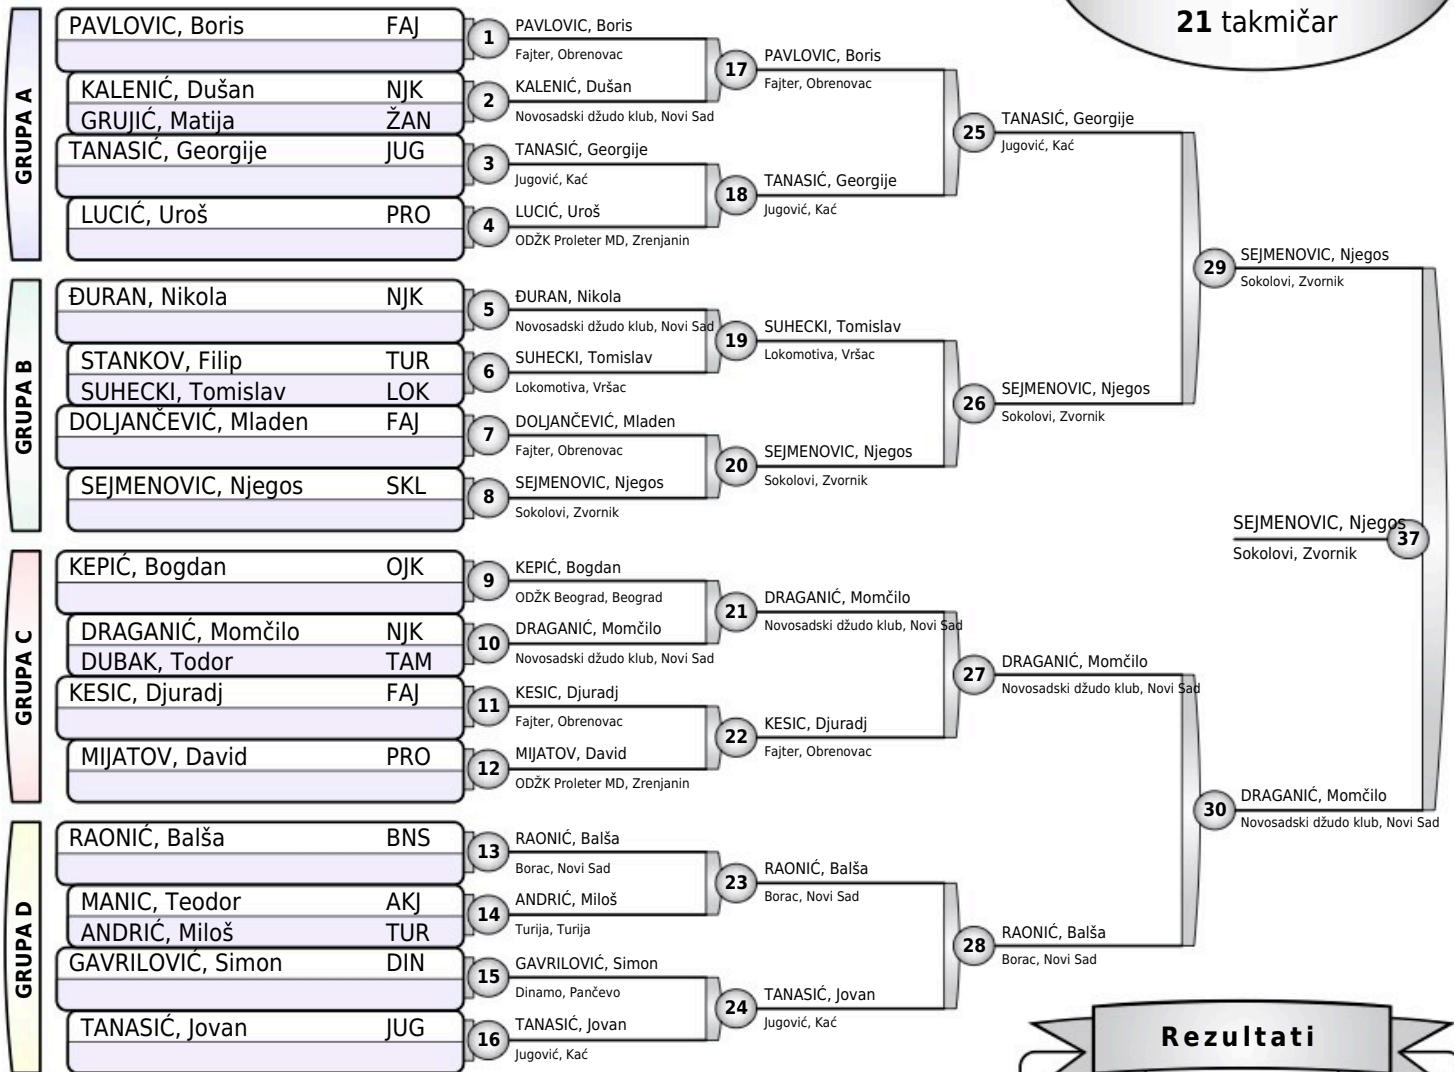 21 takmičar
GRUPA A
PAVLOVIC, Boris FAJ
KALENIĆ, Dušan NJK
GRUJIĆ, Matija ŽAN
TANASIĆ, Georgije JUG
LUCIĆ, Uroš PRO
1 PAVLOVIC, Boris
Fajter, Obrenovac
2 KALENIĆ, Dušan
Novosadski džudo klub, Novi Sad
3 TANASIĆ, Georgije
Jugović, Kać
4 LUCIĆ, Uroš
ODŽK Proleter MD, Zrenjanin
17 PAVLOVIC, Boris
Fajter, Obrenovac
18 TANASIĆ, Georgije
Jugović, Kać
25 TANASIĆ, Georgije
Jugović, Kać
GRUPA B
ĐURAN, Nikola NJK
STANKOV, Filip TUR
SUHECKI, Tomislav LOK
DOLJANČEVIĆ, Mladen FAJ
SEJMENOVIC, Njegos SKL
5 ĐURAN, Nikola
Novosadski džudo klub, Novi Sad
6 SUHECKI, Tomislav
Lokomotiva, Vršac
7 DOLJANČEVIĆ, Mladen
Fajter, Obrenovac
8 SEJMENOVIC, Njegos
Sokolovi, Zvornik
19 SUHECKI, Tomislav
Lokomotiva, Vršac
20 SEJMENOVIC, Njegos
Sokolovi, Zvornik
26 SEJMENOVIC, Njegos
Sokolovi, Zvornik
29 SEJMENOVIC, Njegos
Sokolovi, Zvornik
SEJMENOVIC, Njegos 37
Sokolovi, Zvornik
GRUPA C
KEPIĆ, Bogdan OJK
DRAGANIĆ, Momčilo NJK
DUBAK, Todor TAM
KESIC, Djuradj FAJ
MIJATOV, David PRO
9 KEPIĆ, Bogdan
ODŽK Beograd, Beograd
10 DRAGANIĆ, Momčilo
Novosadski džudo klub, Novi Sad
11 KESIC, Djuradj
Fajter, Obrenovac
12 MIJATOV, David
ODŽK Proleter MD, Zrenjanin
21 DRAGANIĆ, Momčilo
Novosadski džudo klub, Novi Sad
22 KESIC, Djuradj
Fajter, Obrenovac
27 DRAGANIĆ, Momčilo
Novosadski džudo klub, Novi Sad
GRUPA D
RAONIĆ, Balša BNS
MANIC, Teodor AKJ
ANDRIĆ, Miloš TUR
GAVRILOVIĆ, Simon DIN
TANASIĆ, Jovan JUG
13 RAONIĆ, Balša
Borac, Novi Sad
14 ANDRIĆ, Miloš
Turija, Turija
15 GAVRILOVIĆ, Simon
Dinamo, Pančevo
16 TANASIĆ, Jovan
Jugović, Kać
23 RAONIĆ, Balša
Borac, Novi Sad
24 TANASIĆ, Jovan
Jugović, Kać
28 RAONIĆ, Balša
Borac, Novi Sad
30 DRAGANIĆ, Momčilo
Novosadski džudo klub, Novi Sad
Rezultati